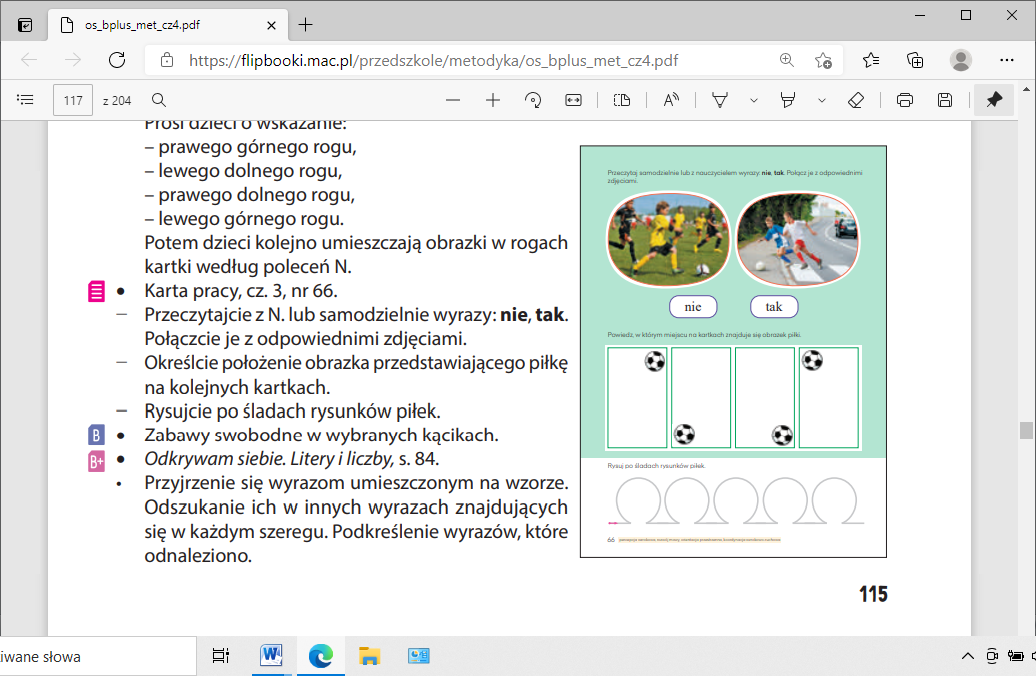 os_bplus_met_cz4.pdf
https://flipbooki.mac.pl/przedszkole/metodyka/os_bplus_met_cz4.pdf
117 z 204
Prosi dzieci o wskazanie:
– prawego górnego rogu,
– lewego dolnego rogu,
– prawego dolnego rogu,
– lewego górnego rogu.
Potem dzieci kolejno umieszczają obrazki w rogach
kartki według poleceń N.
• Karta pracy, cz. 3, nr 66.
– Przeczytajcie z N. lub samodzielnie wyrazy: nie, tak.
Połączcie je z odpowiednimi zdjęciami.
– Określcie położenie obrazka przedstawiającego piłkę
na kolejnych kartkach.
– Rysujcie po śladach rysunków piłek.
B • Zabawy swobodne w wybranych kącikach.
B+ • Odkrywam siebie. Litery i liczby, s. 84.
• Przyjrzenie się wyrazom umieszczonym na wzorze.
Odszukanie ich w innych wyrazach znajdujących
się w każdym szeregu. Podkreślenie wyrazów, które
odnaleziono.
Przeczytaj samodzielnie lub z nauczycielem wyrazy: nie, tak. Połącz je z odpowiednimi
zdjęciami.
nie tak
Powiedz, w którym miejscu na kartkach znajduje się obrazek piłki.
Rysuj po śladach rysunków piłek.
66
115
iwane słowa